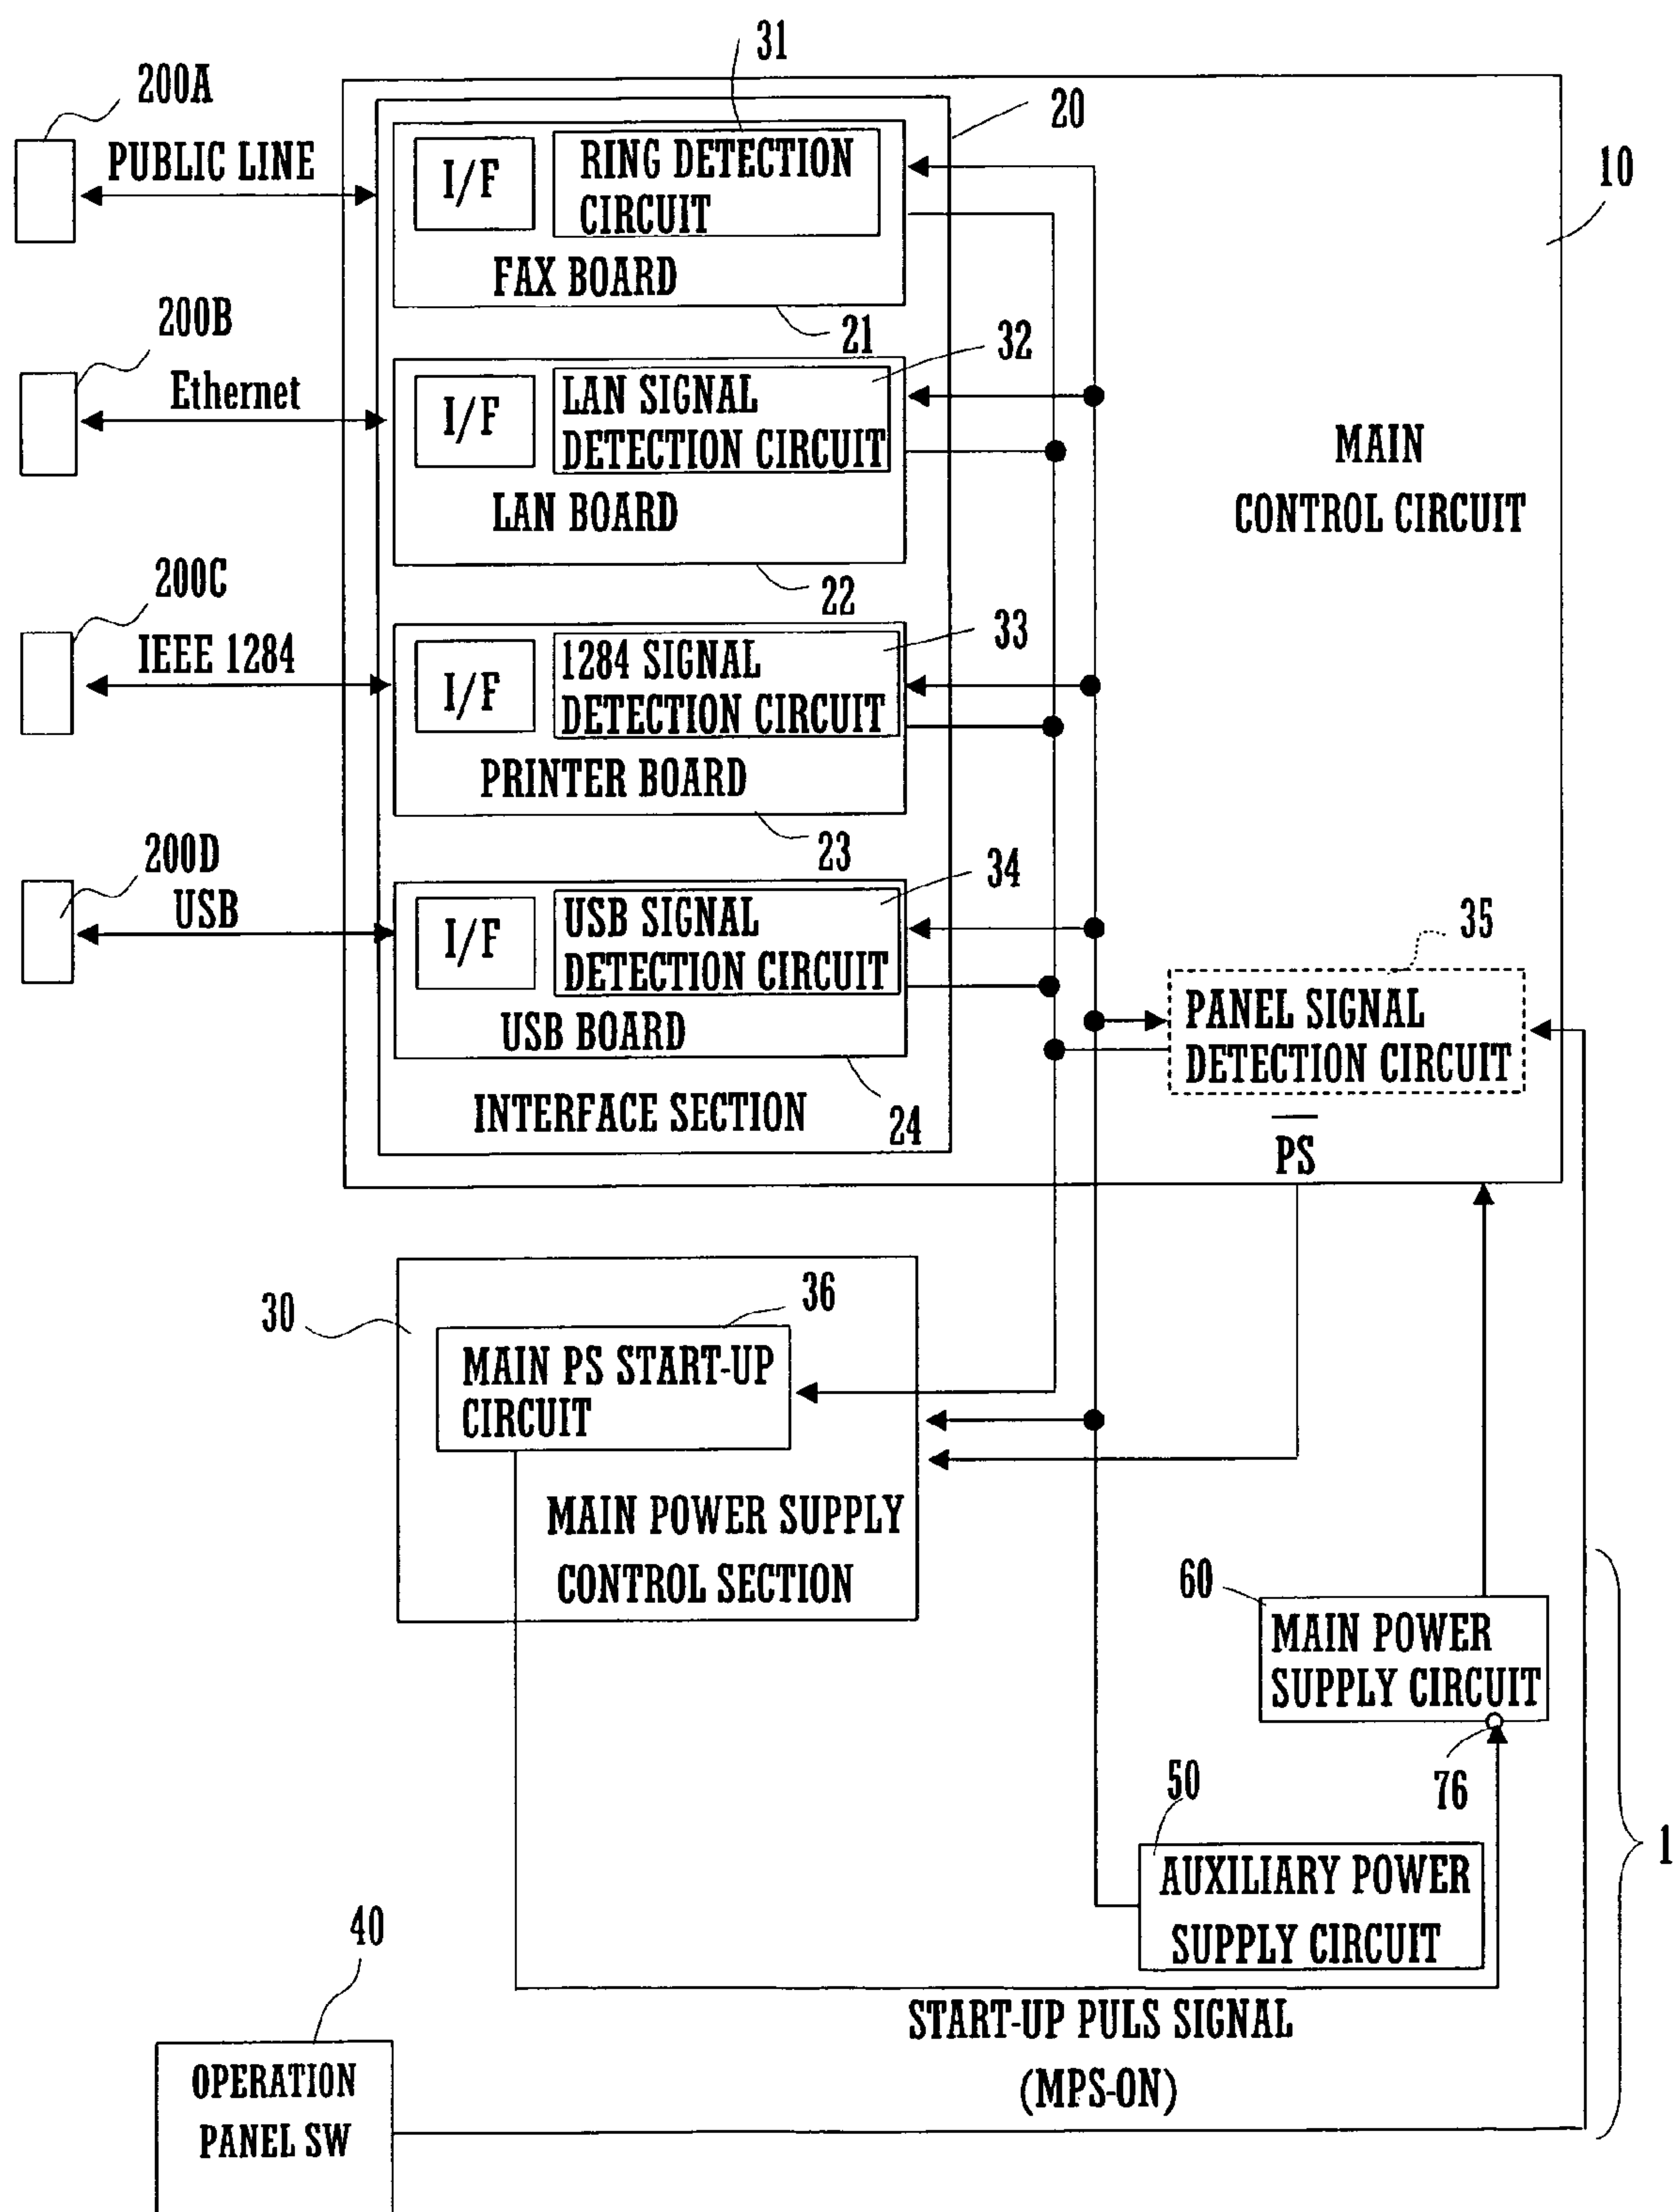 31
200A
PUBLIC LINE
I/F
RING DETECTION
CIRCUIT
FAX BOARD
20
10
21
200B
Ethernet
I/F
LAN SIGNAL
DETECTION CIRCUIT
LAN BOARD
32
22
MAIN
CONTROL CIRCUIT
200C
IEEE 1284
I/F
1284 SIGNAL
DETECTION CIRCUIT
PRINTER BOARD
33
23
200D
USB
I/F
USB SIGNAL
DETECTION CIRCUIT
USB BOARD
34
24
INTERFACE SECTION
35
PANEL SIGNAL
DETECTION CIRCUIT
P̅S̅
30
36
MAIN PS START-UP
CIRCUIT
MAIN POWER SUPPLY
CONTROL SECTION
60
MAIN POWER
SUPPLY CIRCUIT
76
50
AUXILIARY POWER
SUPPLY CIRCUIT
1
START-UP PULS SIGNAL
(MPS-ON)
40
OPERATION
PANEL SW